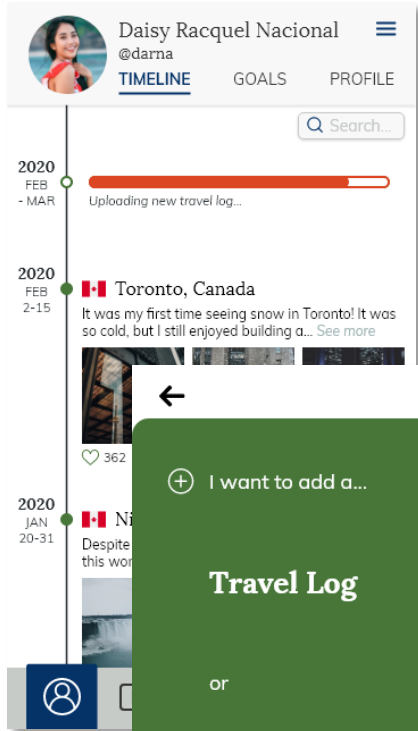 Daisy Racquel Nacional
@darna
TIMELINE GOALS PROFILE
Search...
2020
FEB
- MAR
Uploading new travel log...
2020
FEB
2-15
Toronto, Canada
It was my first time seeing snow in Toronto! It was
so cold, but I still enjoyed building a... See more
362
2020
JAN
20-31
Ni
Despite
this wor
I want to add a...
Travel Log
or